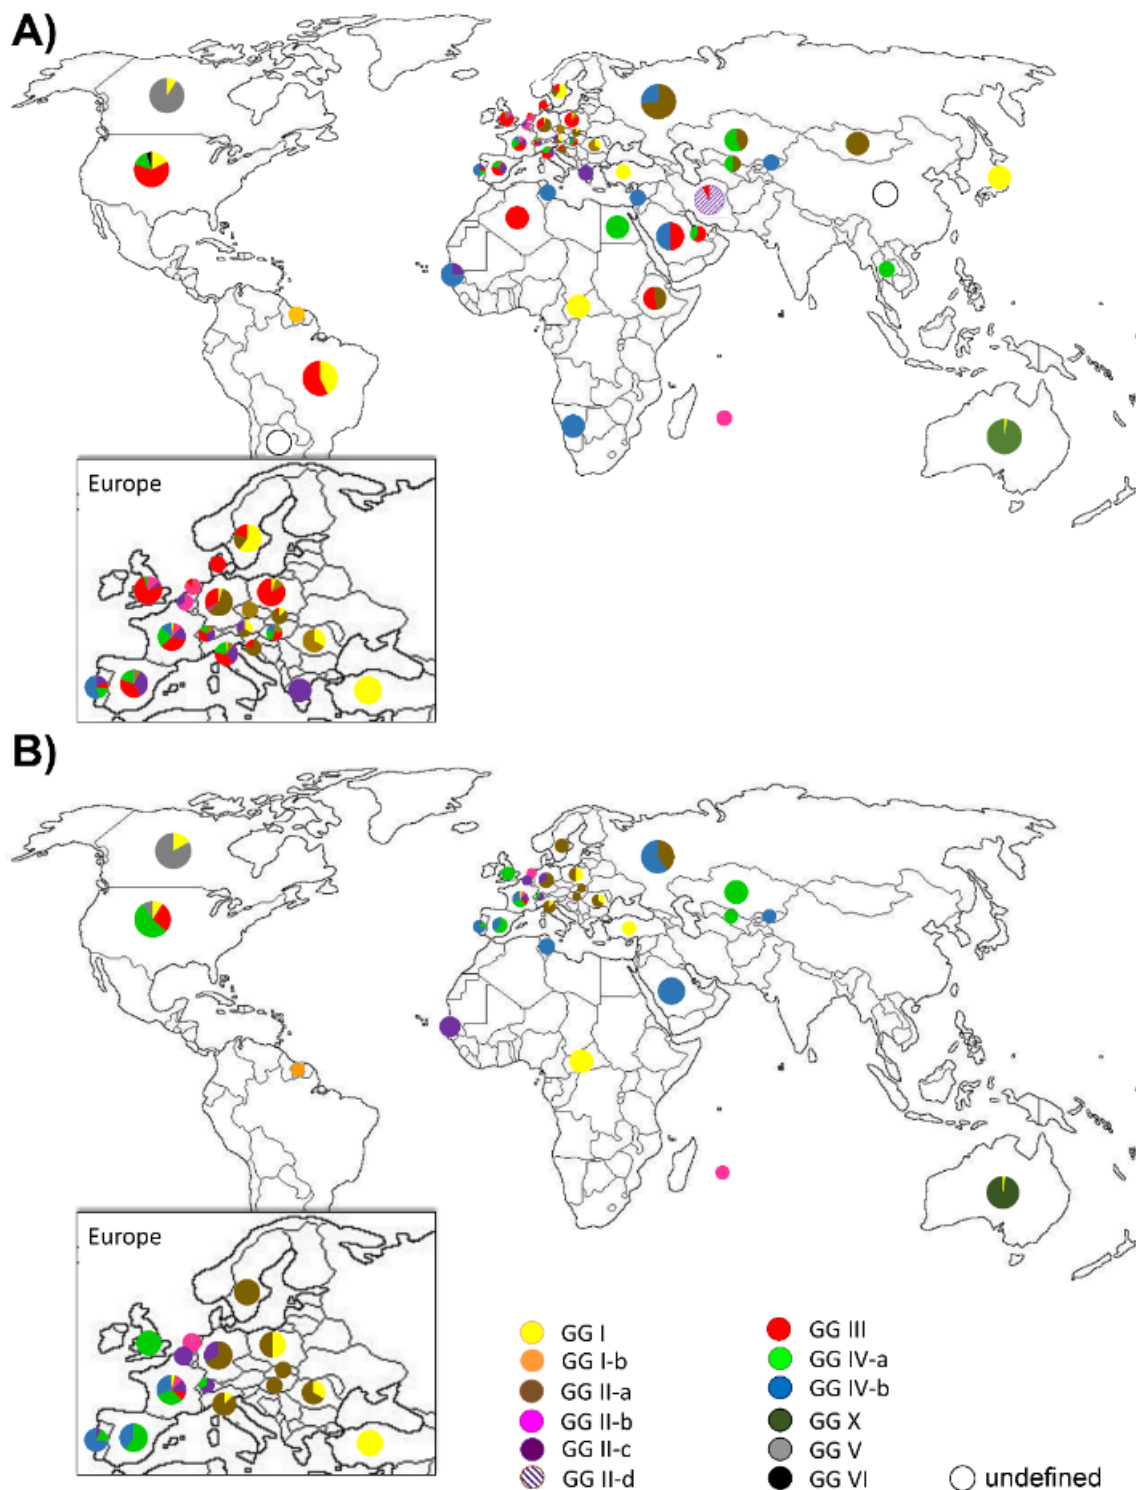 A)
Europe
B)
Europe
GG I
GG I-b
GG II-a
GG II-b
GG II-c
GG II-d
GG III
GG IV-a
GG IV-b
GG X
GG V
GG VI
undefined